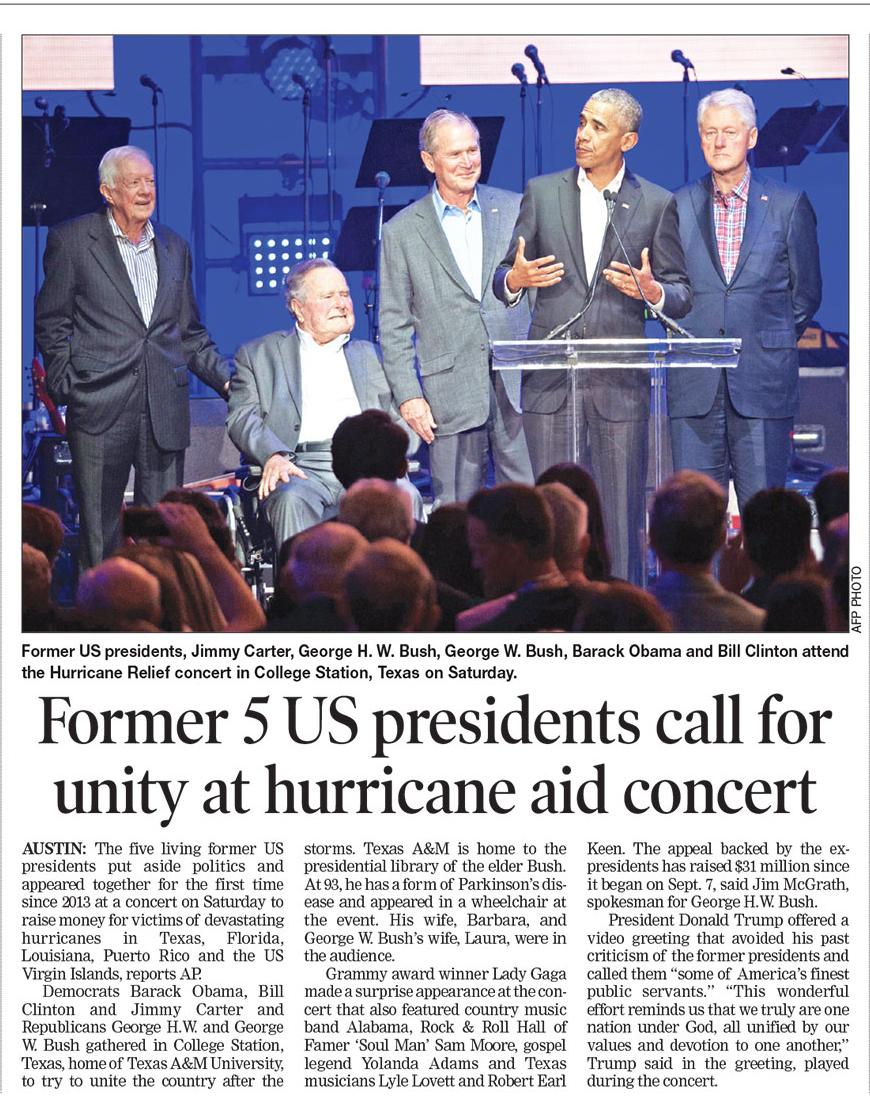 AFP PHOTO
Former US presidents, Jimmy Carter, George H. W. Bush, George W. Bush, Barack Obama and Bill Clinton attend
the Hurricane Relief concert in College Station, Texas on Saturday.
Former 5 US presidents call for
unity at hurricane aid concert
AUSTIN: The five living former US
presidents put aside politics and
appeared together for the first time
since 2013 at a concert on Saturday to
raise money for victims of devastating
hurricanes in Texas, Florida,
Louisiana, Puerto Rico and the US
Virgin Islands, reports AP.
Democrats Barack Obama, Bill
Clinton and Jimmy Carter and
Republicans George H.W. and George
W. Bush gathered in College Station,
Texas, home of Texas A&M University,
to try to unite the country after the
storms. Texas A&M is home to the
presidential library of the elder Bush.
At 93, he has a form of Parkinson's dis-
ease and appeared in a wheelchair at
the event. His wife, Barbara, and
George W. Bush's wife, Laura, were in
the audience.
Grammy award winner Lady Gaga
made a surprise appearance at the con-
cert that also featured country music
band Alabama, Rock & Roll Hall of
Famer ‘Soul Man’ Sam Moore, gospel
legend Yolanda Adams and Texas
musicians Lyle Lovett and Robert Earl
Keen. The appeal backed by the ex-
presidents has raised $31 million since
it began on Sept. 7, said Jim McGrath,
spokesman for George H.W. Bush.
President Donald Trump offered a
video greeting that avoided his past
criticism of the former presidents and
called them “some of America's finest
public servants.” “This wonderful
effort reminds us that we truly are one
nation under God, all unified by our
values and devotion to one another,”
Trump said in the greeting, played
during the concert.